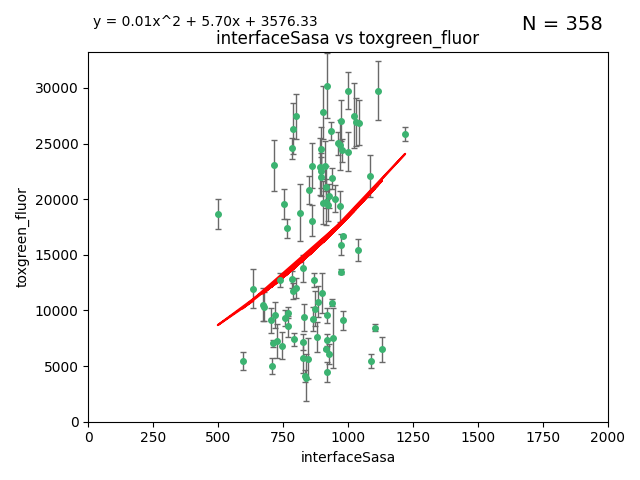 y = 0.01x^2 + 5.70x + 3576.33
N = 358
interfaceSasa vs toxgreen_fluor
30000
25000
20000
15000
10000
5000
0
toxgreen_fluor
0 250 500 750 1000 1250 1500 1750 2000
interfaceSasa